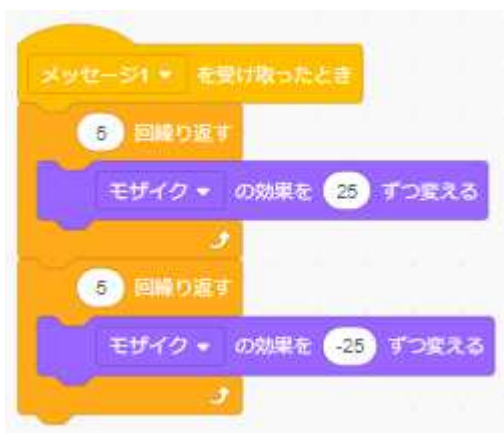 メッセージ1 を受け取ったとき
5 回繰り返す
モザイク の効果を 25 ずつ変える
5 回繰り返す
モザイク の効果を -25 ずつ変える